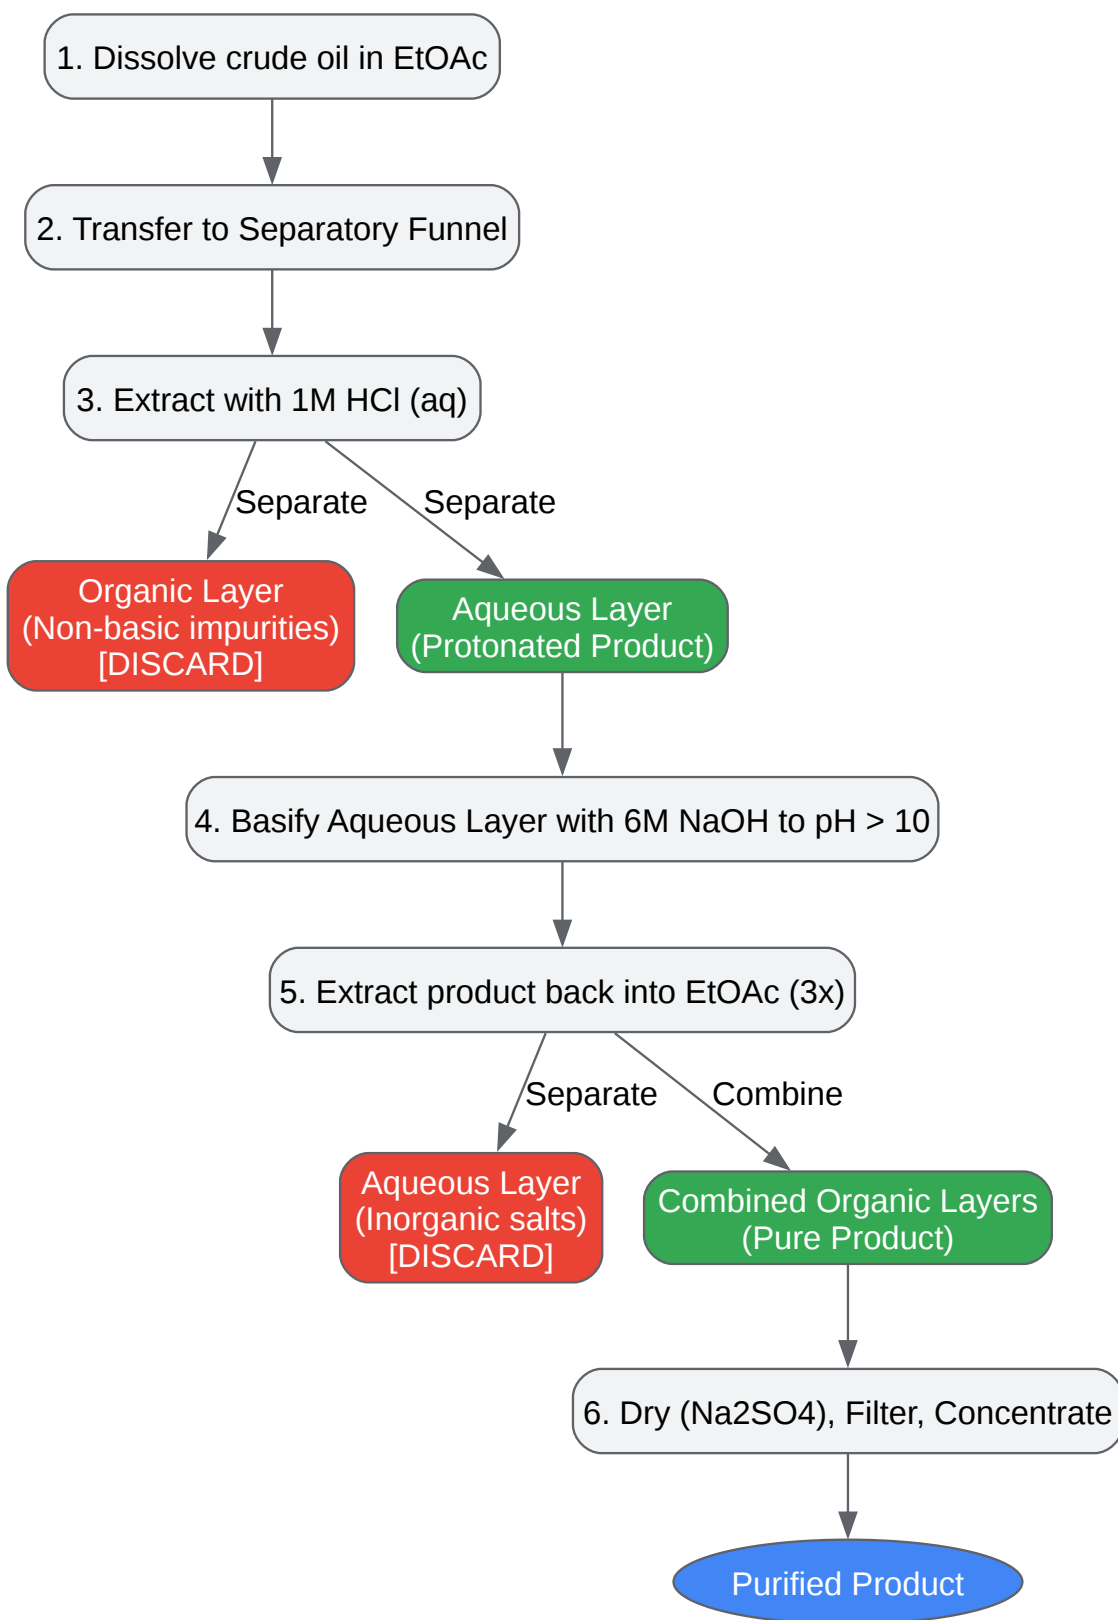 1. Dissolve crude oil in EtOAc
2. Transfer to Separatory Funnel
3. Extract with 1M HCl (aq)
Separate
Separate
Organic Layer
(Non-basic impurities)
[DISCARD]
Aqueous Layer
(Protonated Product)
4. Basify Aqueous Layer with 6M NaOH to pH > 10
5. Extract product back into EtOAc (3x)
Separate
Combine
Aqueous Layer
(Inorganic salts)
[DISCARD]
Combined Organic Layers
(Pure Product)
6. Dry (Na2SO4), Filter, Concentrate
Purified Product